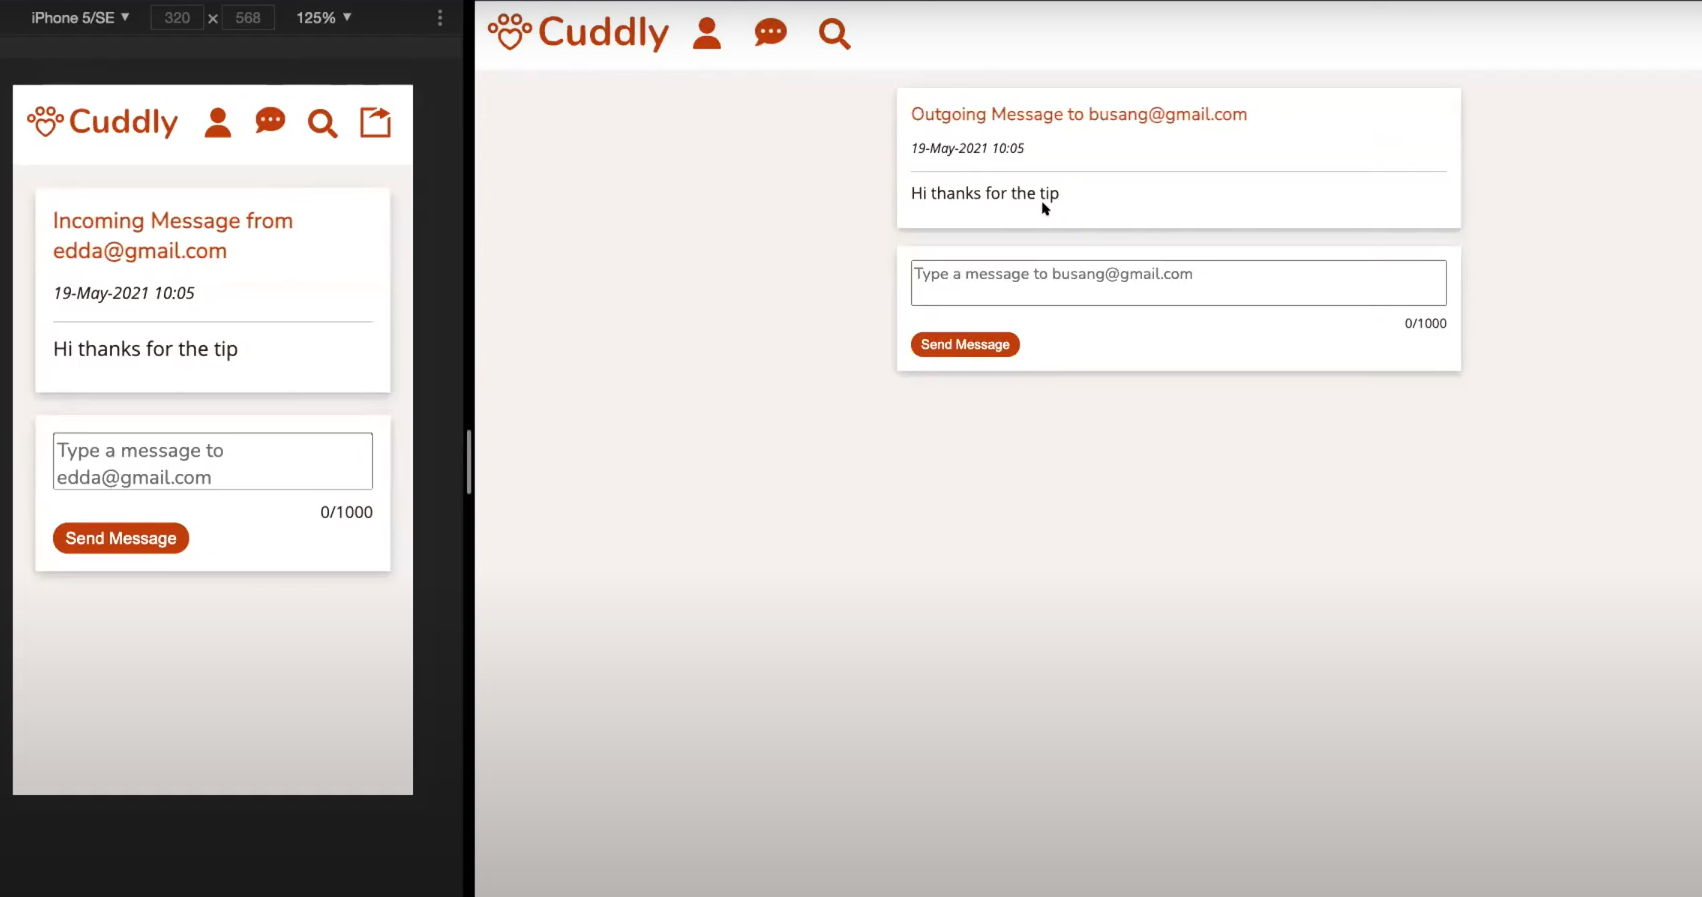 iPhone 5/SE ▼ 320 × 568 125% ▼
Cuddly
Incoming Message from
edda@gmail.com
19-May-2021 10:05
Hi thanks for the tip
Type a message to
edda@gmail.com
0/1000
Send Message
Cuddly
Outgoing Message to busang@gmail.com
19-May-2021 10:05
Hi thanks for the tip
Type a message to busang@gmail.com
0/1000
Send Message